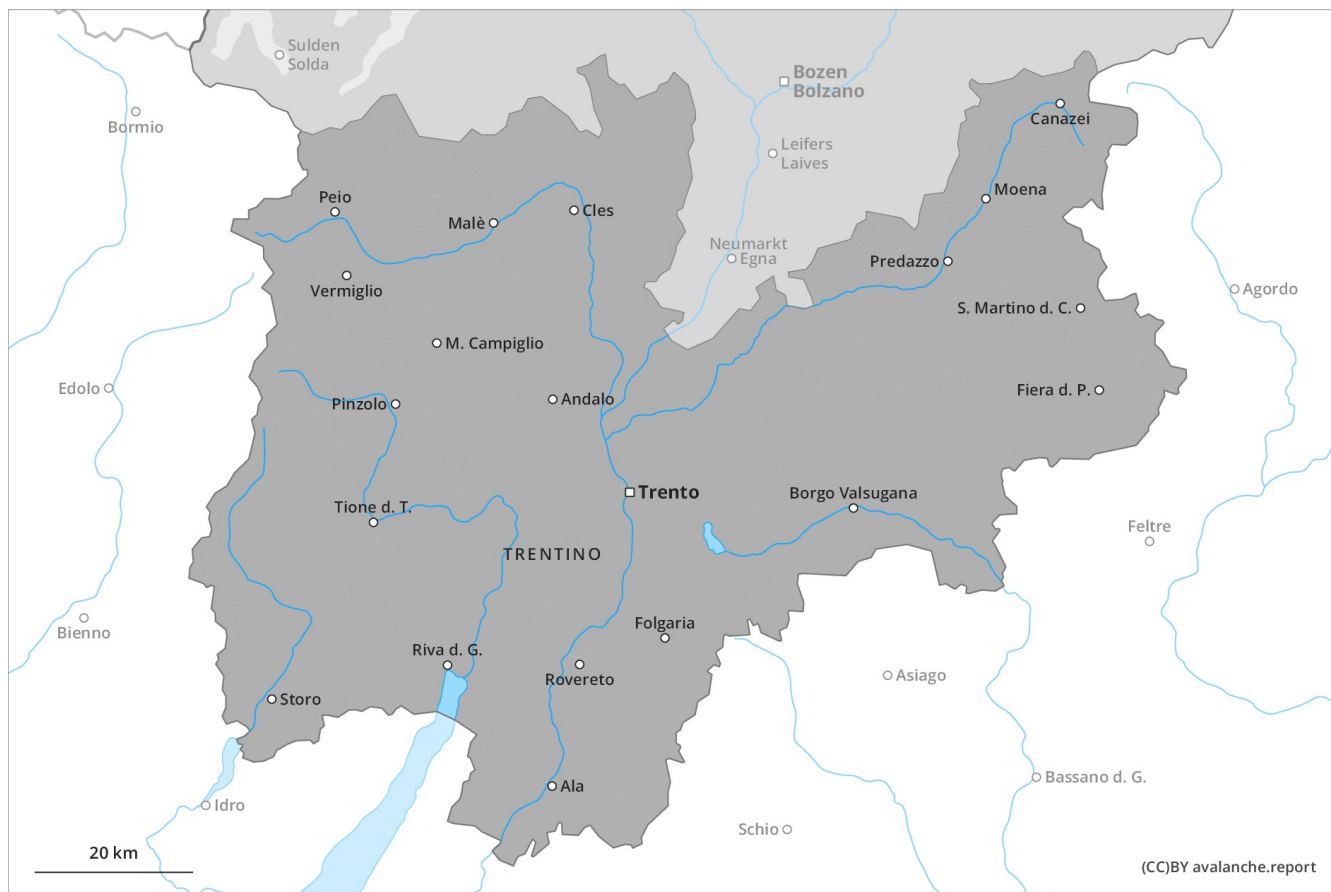 Sulden
Solda
Bozen
Bolzano
Bormio
Canazei
Leifers
Laives
Moena
Peio
Malè
Cles
Neumarkt
Egna
Predazzo
Vermiglio
Agordo
S. Martino d. C.
M. Campiglio
Edolo
Fiera d. P.
Pinzolo
Andalo
Trento
Borgo Valsugana
Tione d. T.
Feltre
TRENTINO
Bienno
Folgaria
Riva d. G.
Rovereto
Asiago
Storo
Bassano d. G.
Ala
Idro
Schio
20 km
(CC)BY avalanche.report